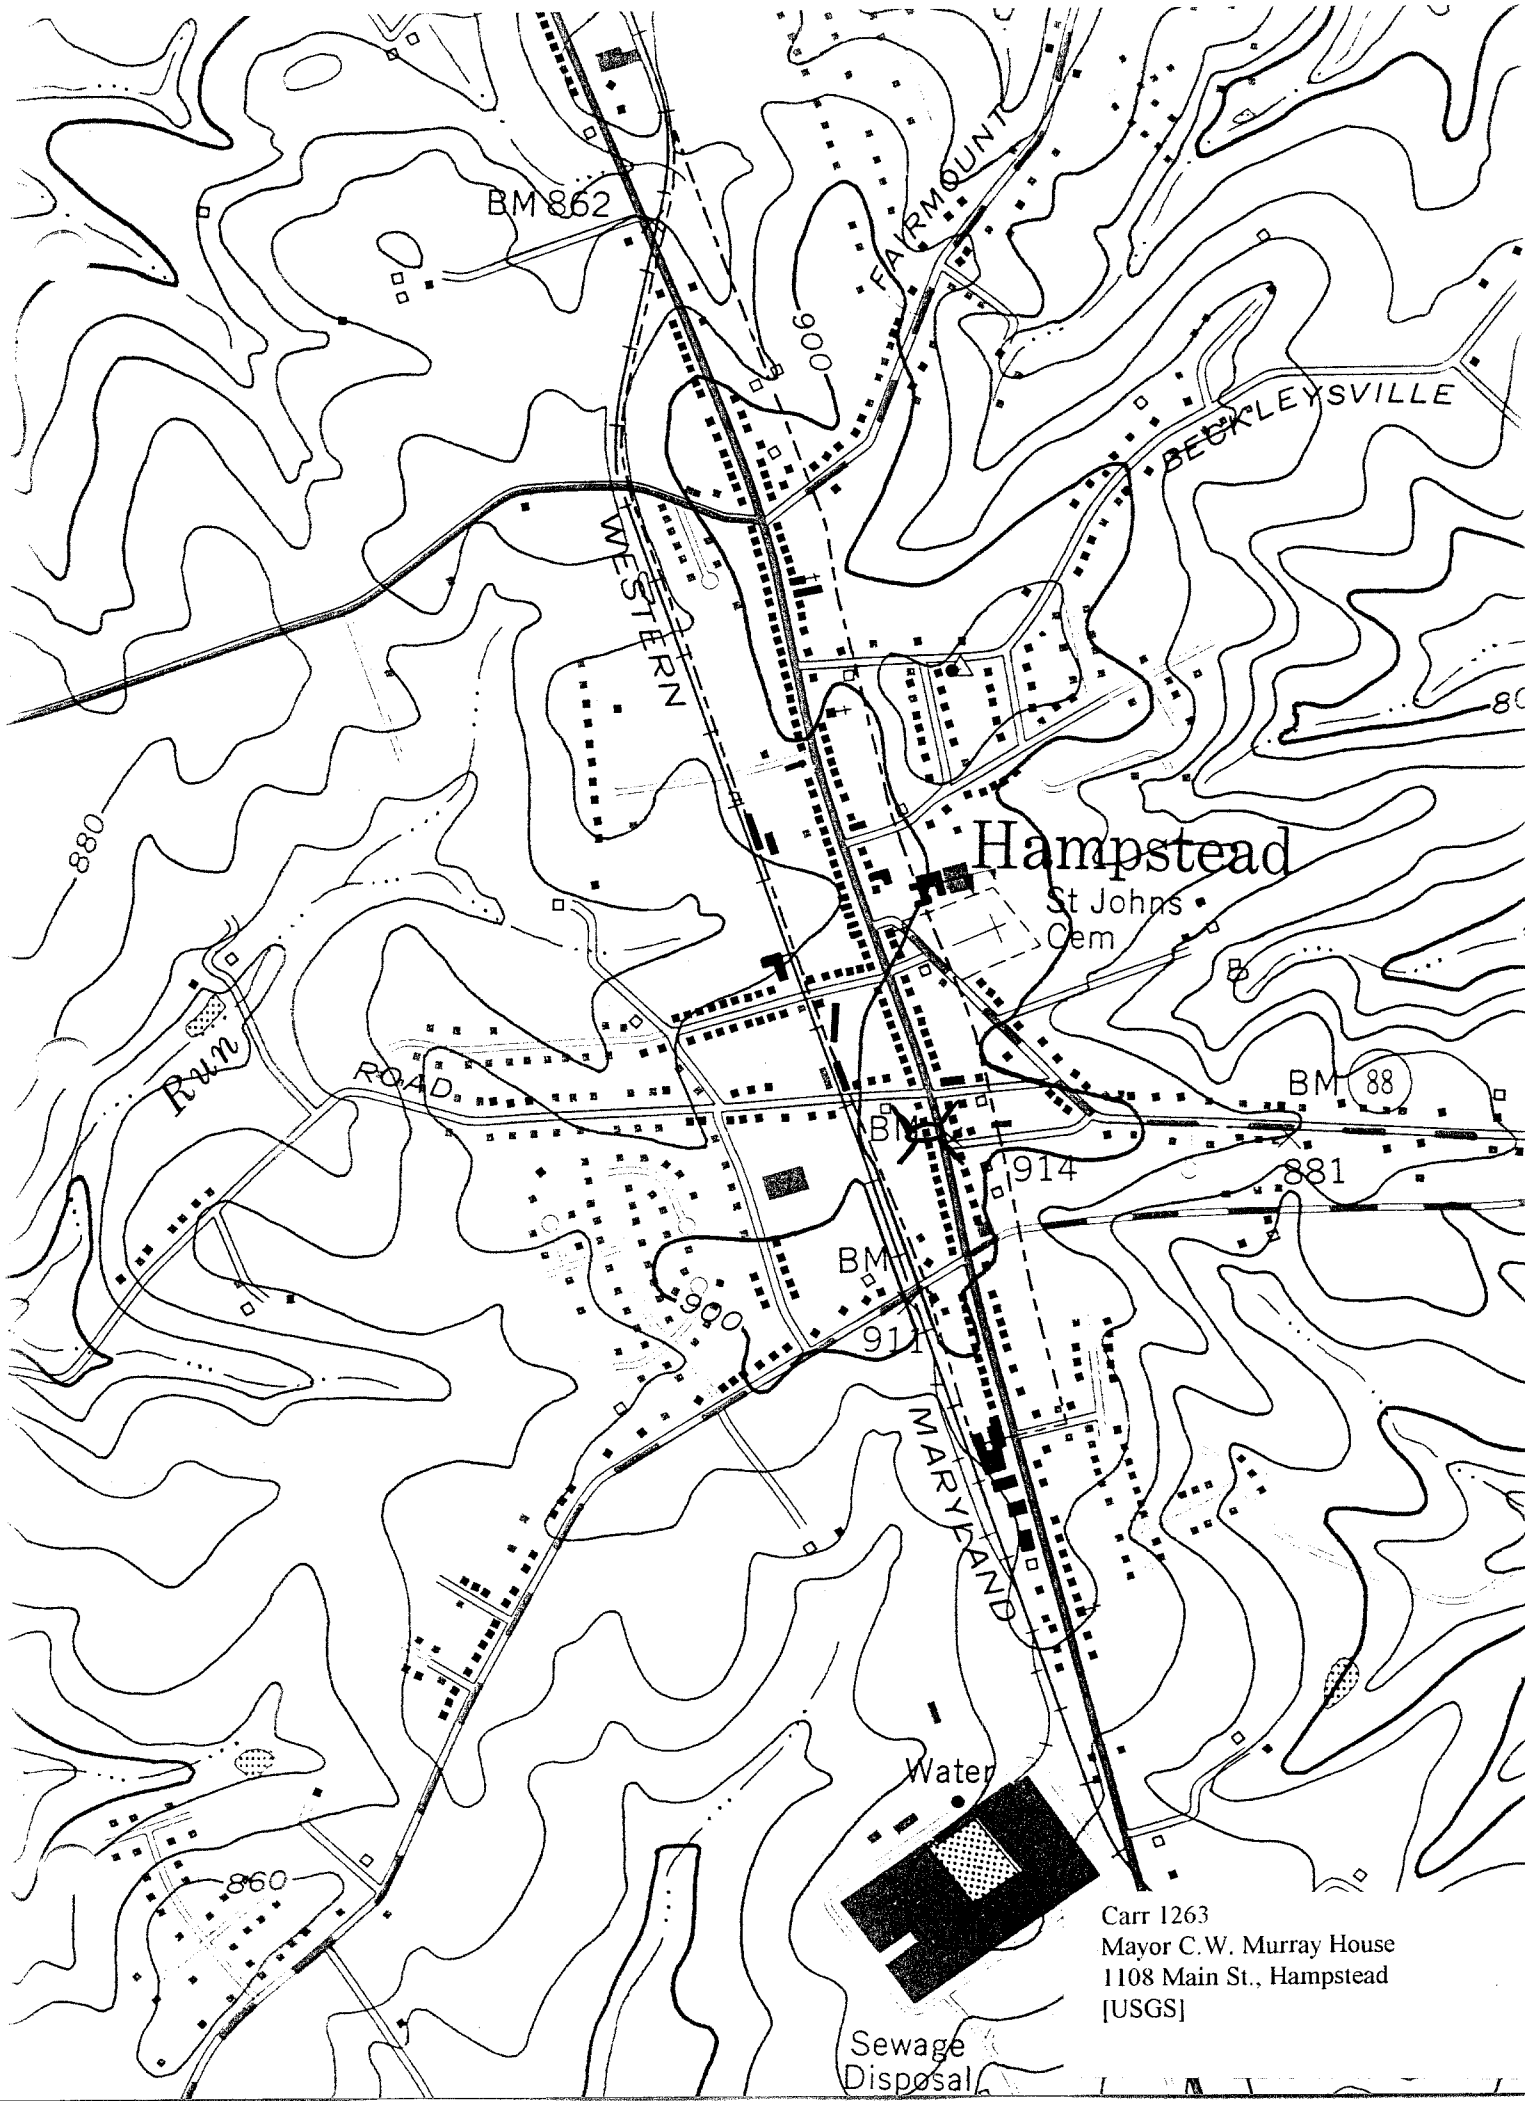 BM 862
FAIRMOUNT
900
BECKLEYSVILLE
WESTERN
80
880
Hampstead
St Johns
Cem
Run
ROAD
BM 88
BM
914
881
BM
900
911
MARYLAND
Water
860
Carr 1263
Mayor C.W. Murray House
1108 Main St., Hampstead
[USGS]
Sewage
Disposal